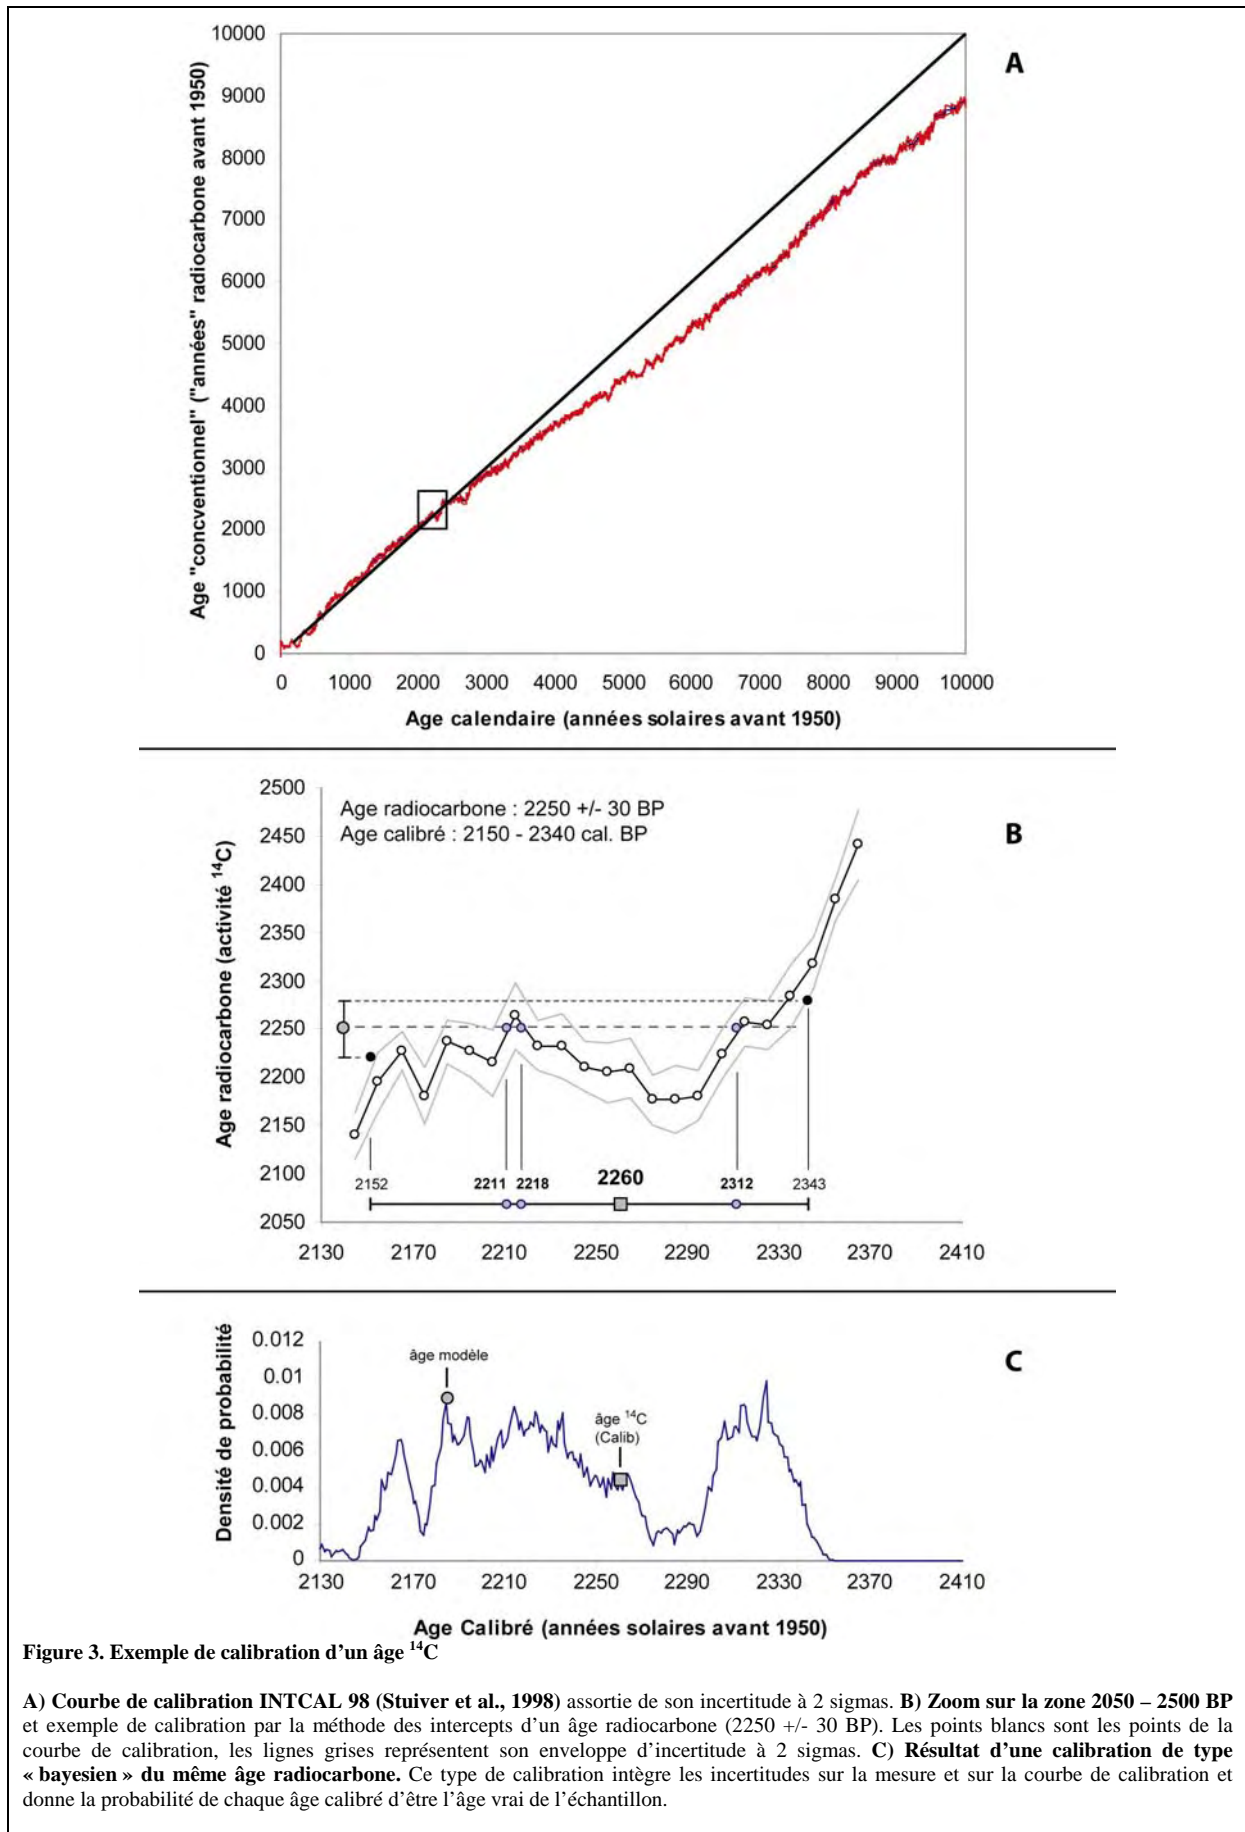 A
Age "concventionnel" ("années" radiocarbone avant 1950)
10000
9000
8000
7000
6000
5000
4000
3000
2000
1000
0
0 1000 2000 3000 4000 5000 6000 7000 8000 9000 10000
Age calendaire (années solaires avant 1950)
B
Age radiocarbone (activité 14C)
2500
2450
2400
2350
2300
2250
2200
2150
2100
2050
Age radiocarbone : 2250 +/- 30 BP
Age calibré : 2150 - 2340 cal. BP
2152 2211 2218 2260 2312 2343
2130 2170 2210 2250 2290 2330 2370 2410
C
Densité de probabilité
0.012
0.01
0.008
0.006
0.004
0.002
0
âge modèle
âge 14C
(Calib)
2130 2170 2210 2250 2290 2330 2370 2410
Age Calibré (années solaires avant 1950)
Figure 3. Exemple de calibration d’un âge 14C
A) Courbe de calibration INTCAL 98 (Stuiver et al., 1998) assortie de son incertitude à 2 sigmas. B) Zoom sur la zone 2050 – 2500 BP
et exemple de calibration par la méthode des intercepts d’un âge radiocarbone (2250 +/- 30 BP). Les points blancs sont les points de la
courbe de calibration, les lignes grises représentent son enveloppe d’incertitude à 2 sigmas. C) Résultat d’une calibration de type
« bayesien » du même âge radiocarbone. Ce type de calibration intègre les incertitudes sur la mesure et sur la courbe de calibration et
donne la probabilité de chaque âge calibré d’être l’âge vrai de l’échantillon.